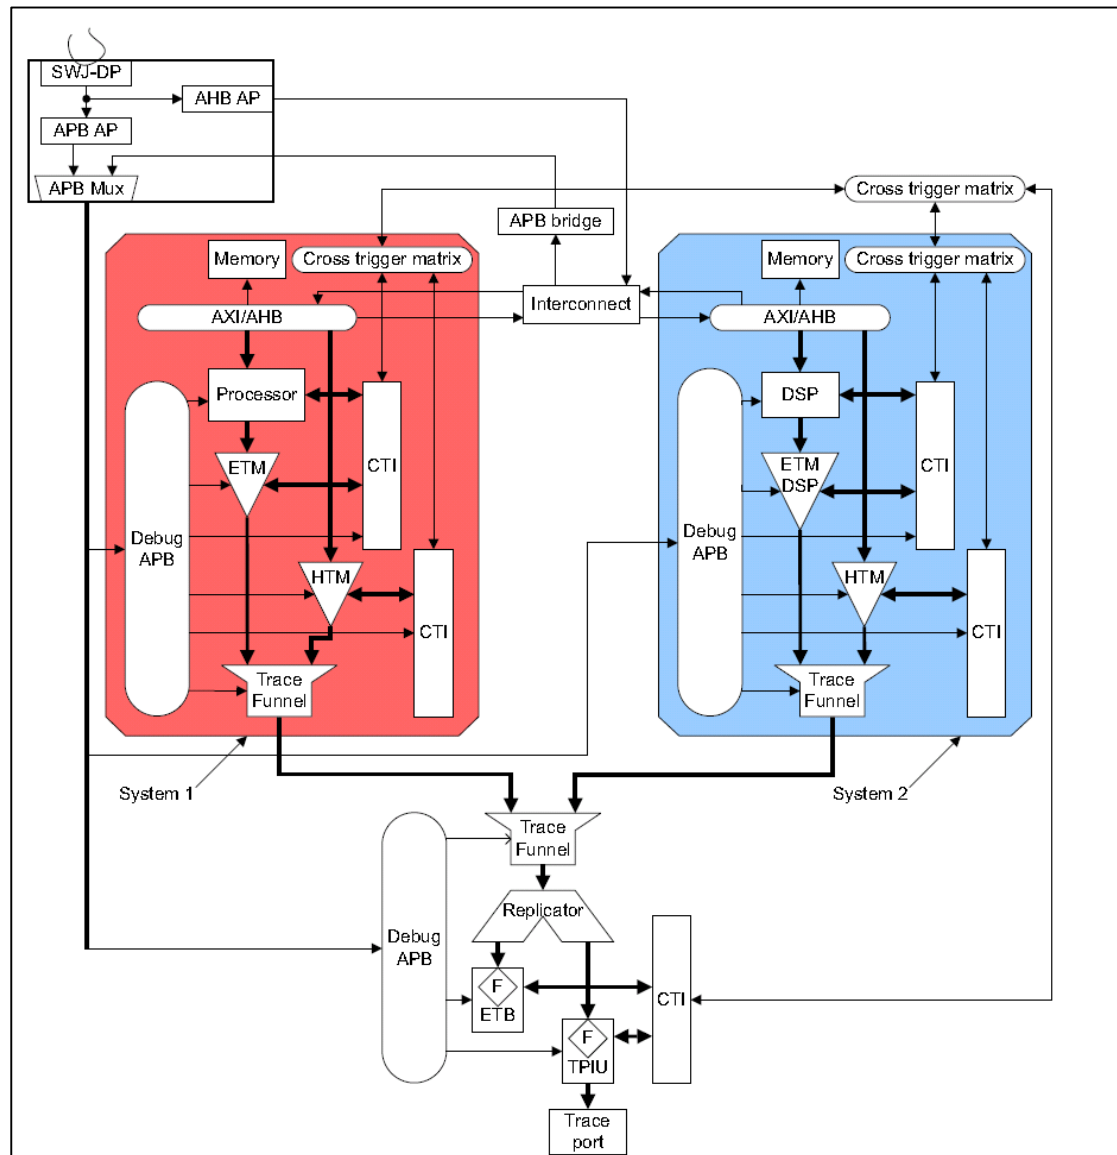 SWJ-DP
AHB AP
APB AP
APB Mux
Cross trigger matrix
APB bridge
Memory
Cross trigger matrix
Memory
Cross trigger matrix
Interconnect
AXI/AHB
AXI/AHB
Processor
DSP
ETM
CTI
ETM
DSP
CTI
Debug
APB
Debug
APB
HTM
HTM
CTI
CTI
Trace
Funnel
Trace
Funnel
System 1
System 2
Trace
Funnel
Replicator
Debug
APB
F
ETB
CTI
F
TPIU
Trace
port